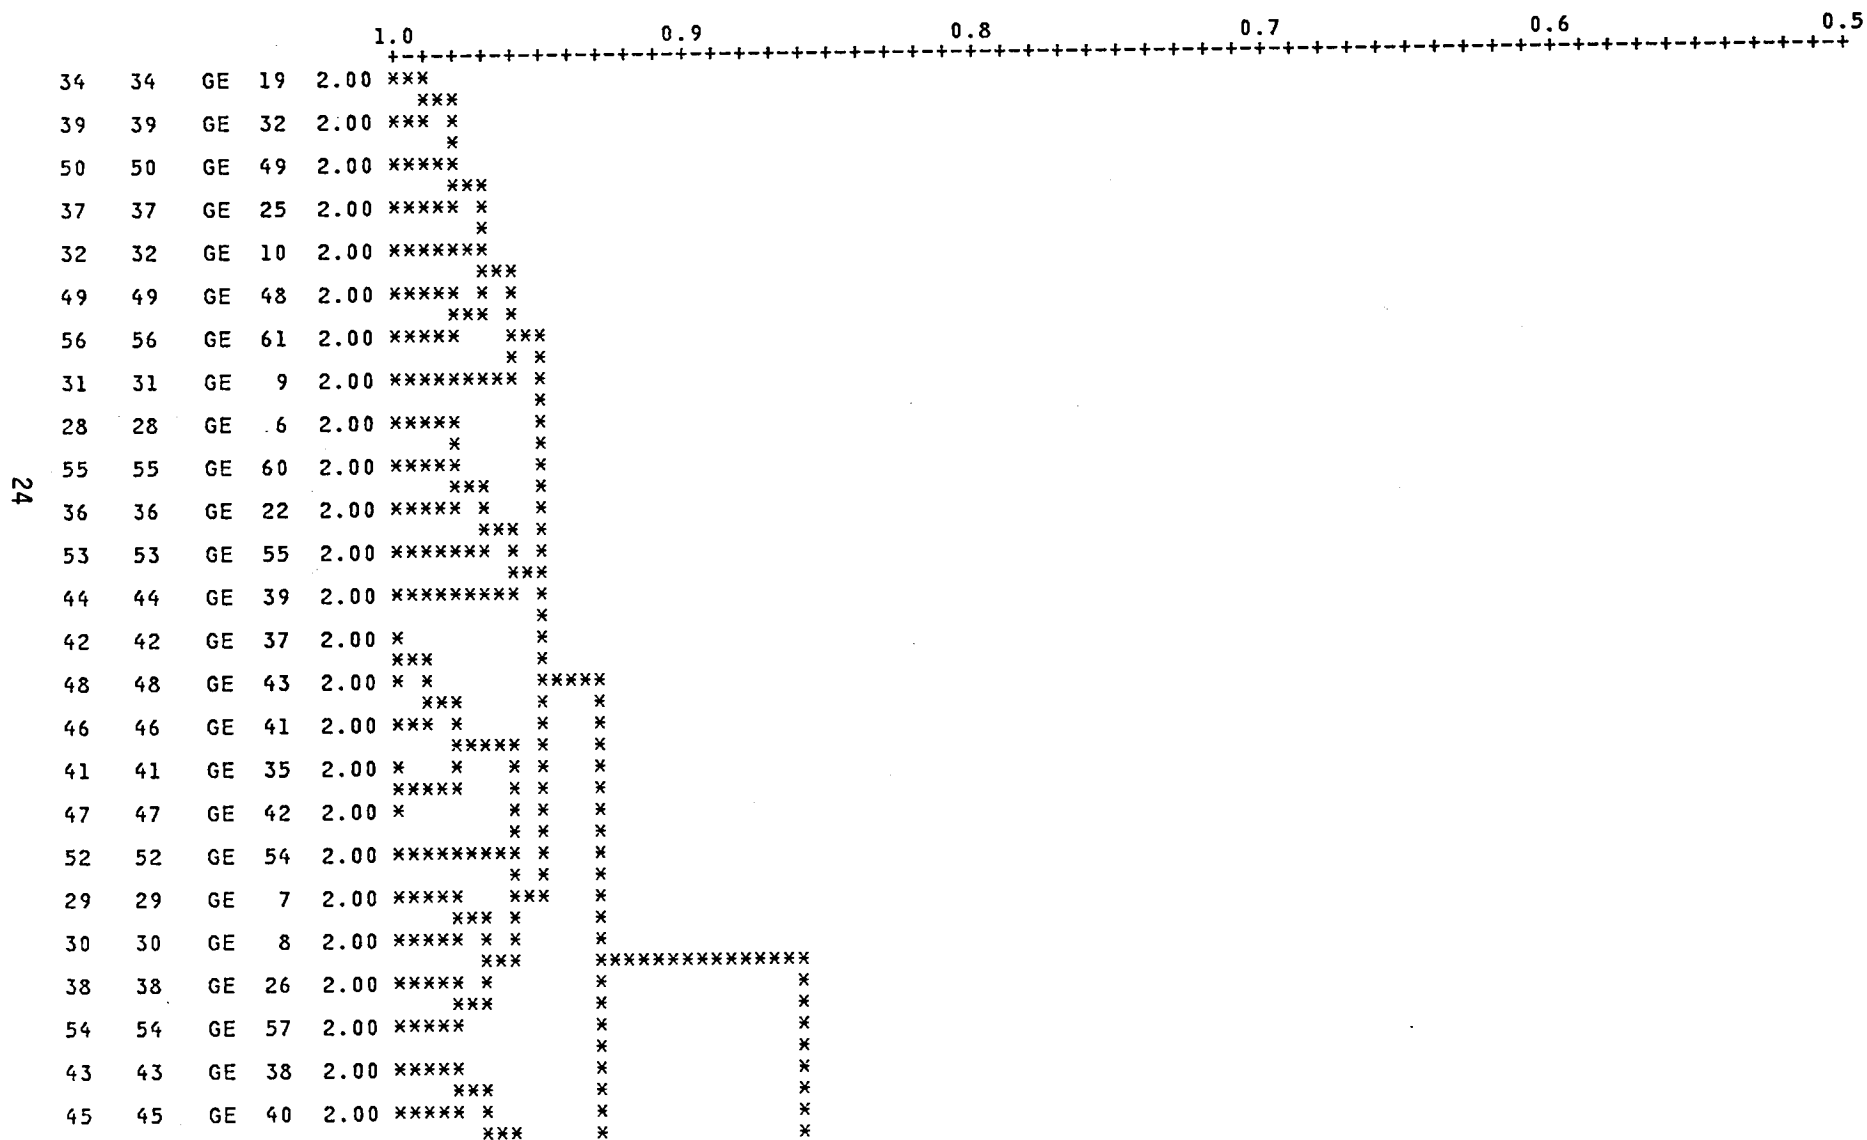 1.0 0.9 0.8 0.7 0.6 0.5
+-+-+-+-+-+-+-+-+-+-+-+-+-+-+-+-+-+-+-+-+-+-+-+-+-+-+-+-+-+-+-+-+-+-+-+-+-+-+-+-+-+-+-+-+-+-+-+-+-+-+
34 34 GE 19 2.00 ***
***
39 39 GE 32 2.00 *** *
*
50 50 GE 49 2.00 *****
***
37 37 GE 25 2.00 ***** *
*
32 32 GE 10 2.00 *******
***
49 49 GE 48 2.00 ***** * *
*** *
56 56 GE 61 2.00 ***** ***
* *
31 31 GE 9 2.00 ********* *
*
28 28 GE 6 2.00 ***** *
* *
55 55 GE 60 2.00 ***** *
*** *
36 36 GE 22 2.00 ***** * *
*** *
53 53 GE 55 2.00 ******* * *
***
44 44 GE 39 2.00 ********* *
*
42 42 GE 37 2.00 * *
*** *
48 48 GE 43 2.00 * * *****
*** * *
46 46 GE 41 2.00 *** * * *
***** * *
41 41 GE 35 2.00 * * * * *
***** * * *
47 47 GE 42 2.00 * * * *
* * *
52 52 GE 54 2.00 ********* * *
* * *
29 29 GE 7 2.00 ***** *** *
*** * *
30 30 GE 8 2.00 ***** * * *
*** ***************
38 38 GE 26 2.00 ***** * * *
*** * *
54 54 GE 57 2.00 ***** * *
* *
43 43 GE 38 2.00 ***** * *
*** * *
45 45 GE 40 2.00 ***** * * *
*** * *
24